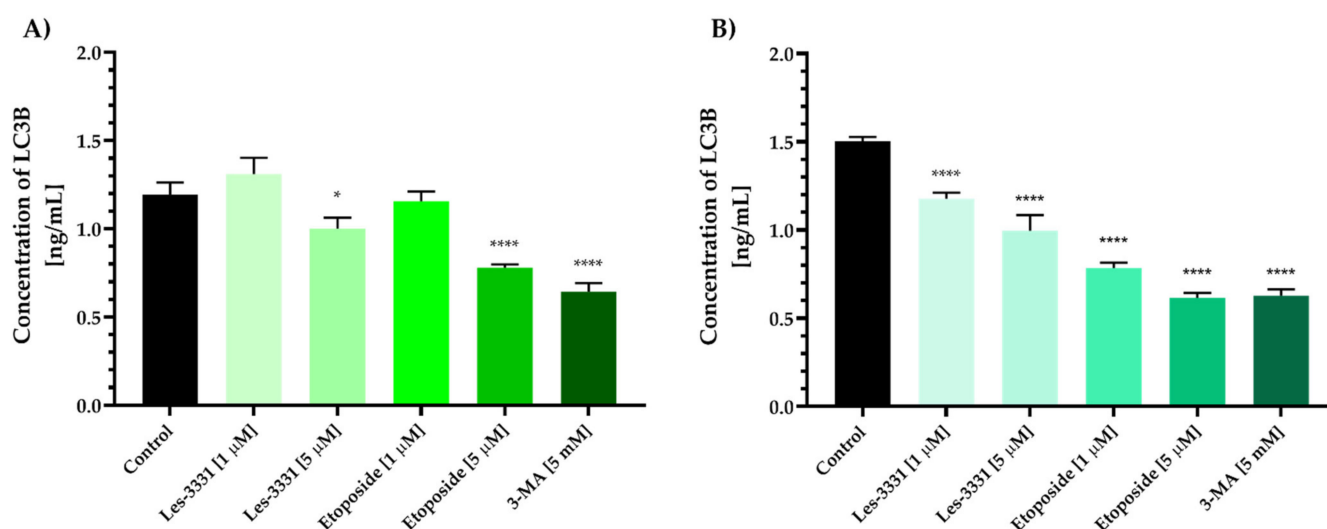 A)
Concentration of LC3B
[ng/mL]
2.0
1.5
1.0
0.5
0.0
*
****
****
Control
Les-3331 [1 μM]
Les-3331 [5 μM]
Etoposide [1 μM]
Etoposide [5 μM]
3-MA [5 mM]
B)
Concentration of LC3B
[ng/mL]
2.0
1.5
1.0
0.5
0.0
****
****
****
****
****
Control
Les-3331 [1 μM]
Les-3331 [5 μM]
Etoposide [1 μM]
Etoposide [5 μM]
3-MA [5 mM]